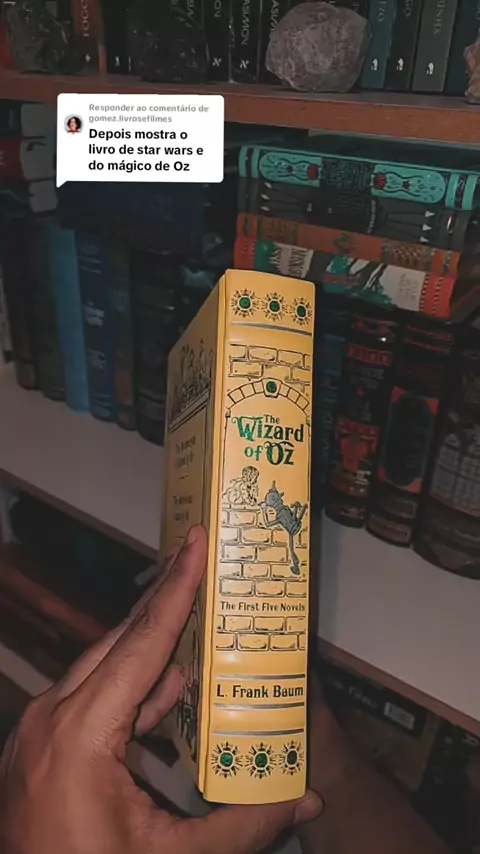 Responder ao comentário de
gomez.livrosefilmes
Depois mostra o
livro de star wars e
do mágico de Oz
The
Wizard
of Oz
The First Five Novels
L. Frank Baum